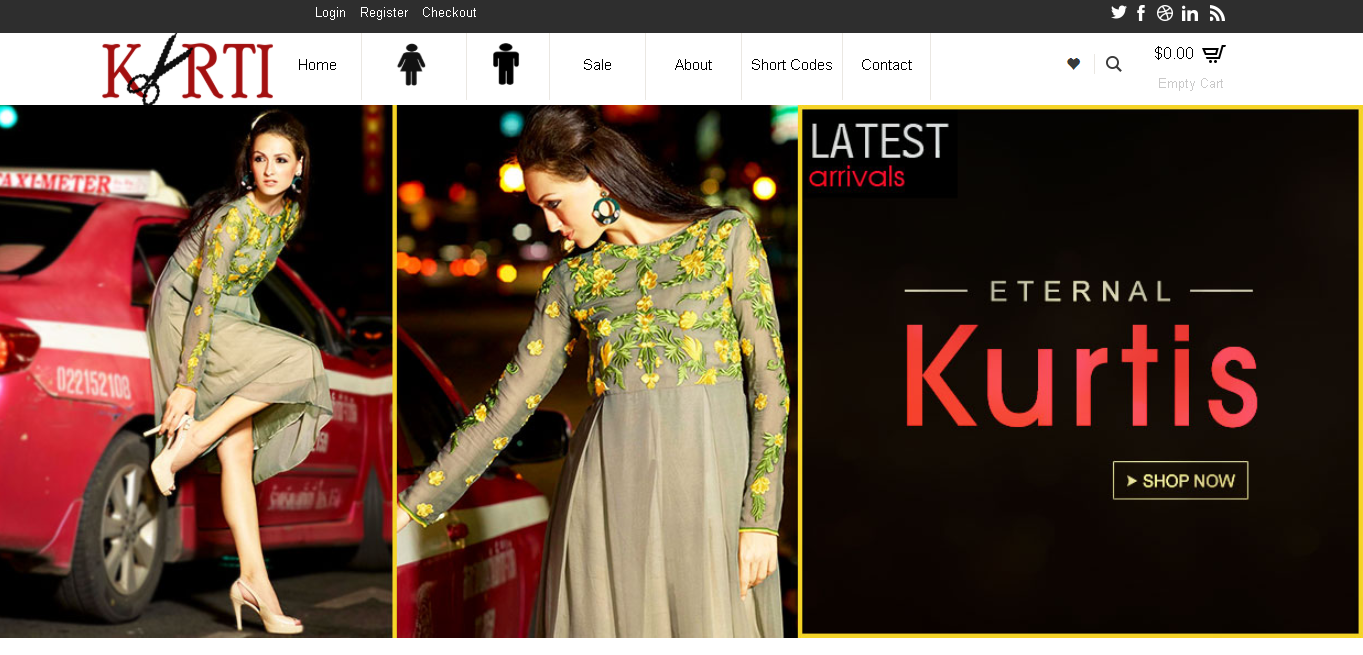 Login Register Checkout
KURTI
Home Sale About Short Codes Contact
$0.00
Empty Cart
LATEST
arrivals
TAXI-METER
ETERNAL
Kurtis
022152108
SHOP NOW